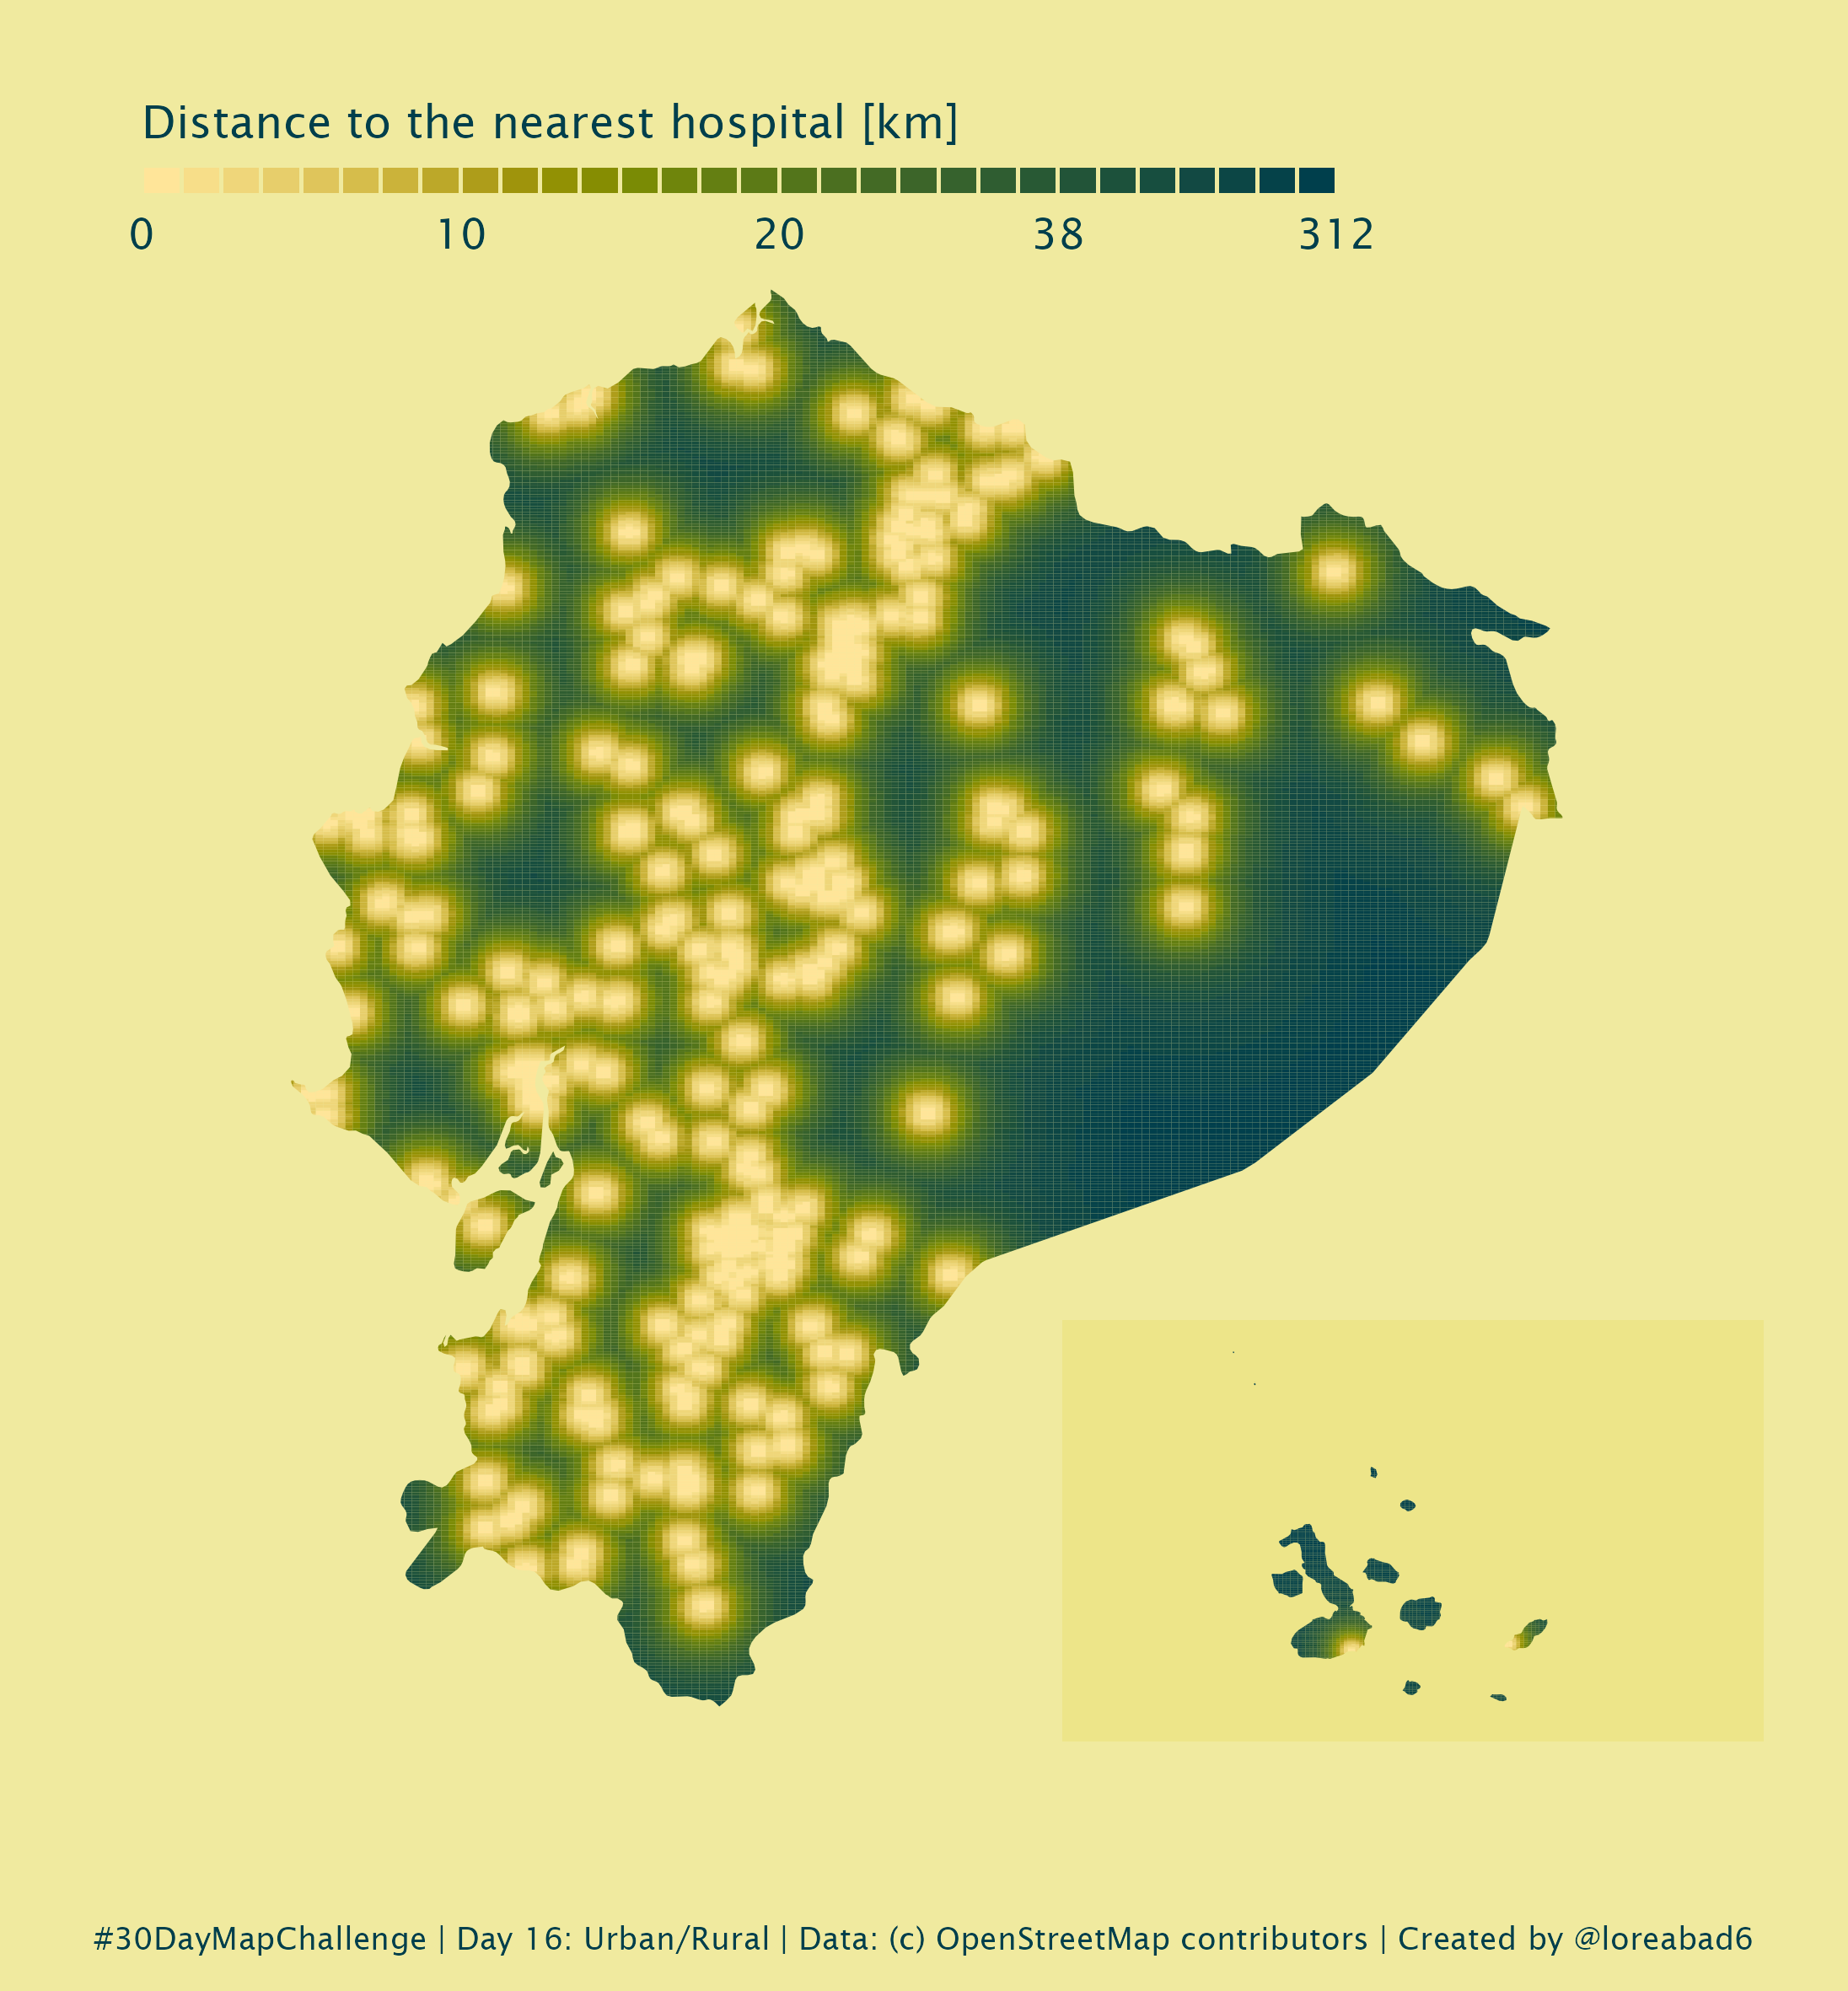 Distance to the nearest hospital [km]
0 10 20 38 312
#30DayMapChallenge | Day 16: Urban/Rural | Data: (c) OpenStreetMap contributors | Created by @loreabad6